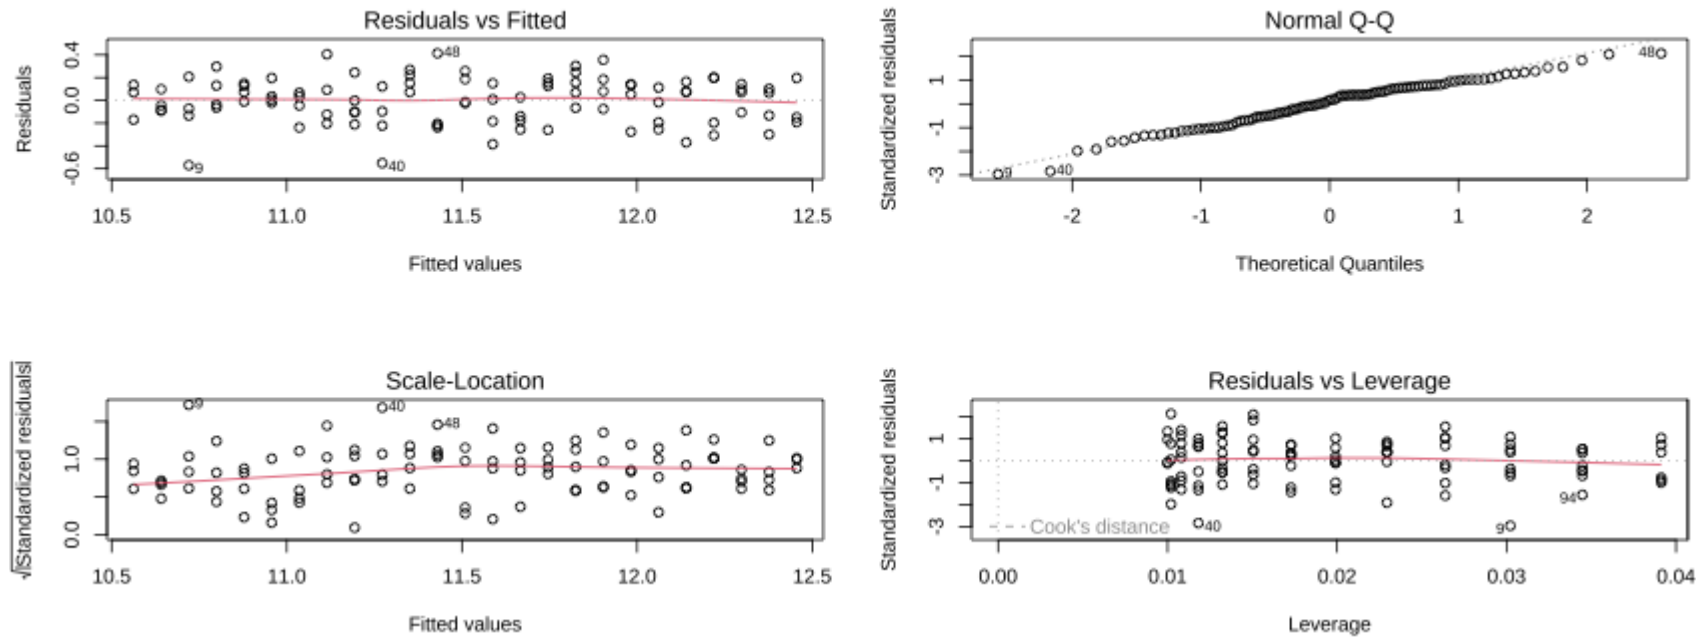 Residuals vs Fitted
Residuals
0.4
0.0
-0.6
48
9
40
10.5 11.0 11.5 12.0 12.5
Fitted values
Normal Q-Q
Standardized residuals
1
-1
-3
48
9
40
-2 -1 0 1 2
Theoretical Quantiles
Scale-Location
√|Standardized residuals|
1.0
0.0
9
40
48
10.5 11.0 11.5 12.0 12.5
Fitted values
Residuals vs Leverage
Standardized residuals
1
-1
-3
94
Cook's distance
40
9
0.00 0.01 0.02 0.03 0.04
Leverage